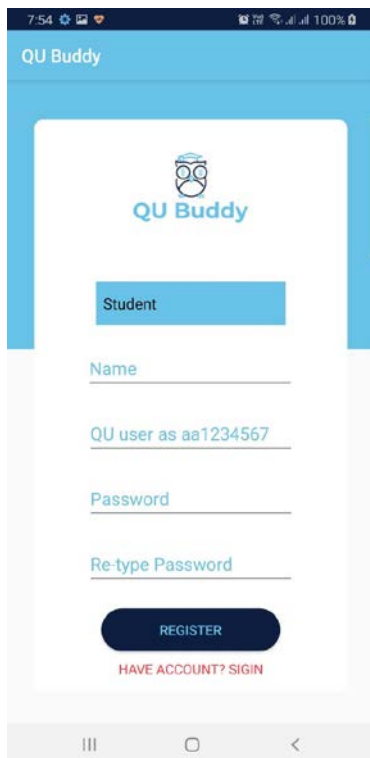 7:54 100%
QU Buddy
QU Buddy
Student
Name
QU user as aa1234567
Password
Re-type Password
REGISTER
HAVE ACCOUNT? SIGIN